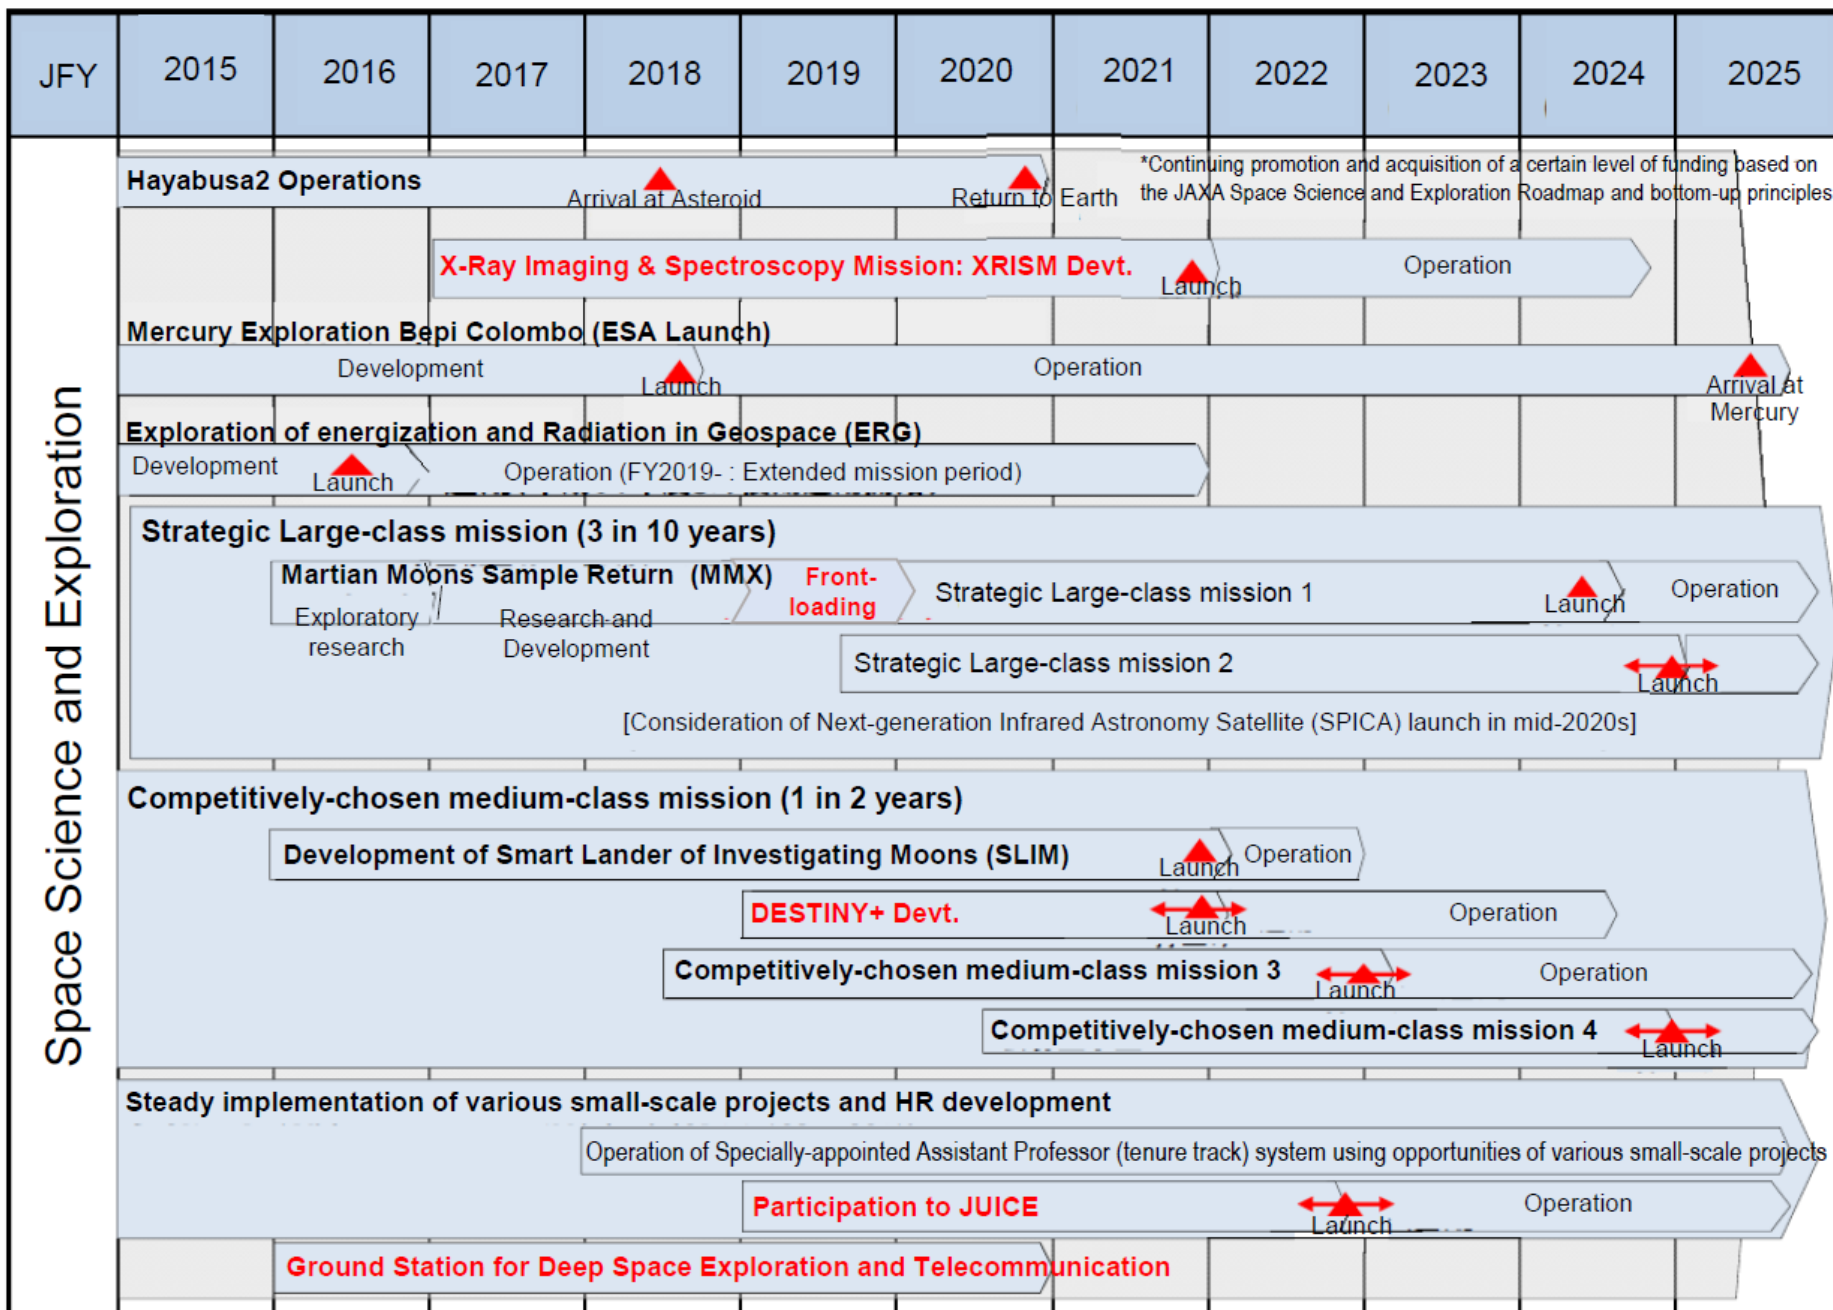 JFY 2015 2016 2017 2018 2019 2020 2021 2022 2023 2024 2025
Space Science and Exploration
Hayabusa2 Operations
Arrival at Asteroid
Return to Earth
*Continuing promotion and acquisition of a certain level of funding based on
the JAXA Space Science and Exploration Roadmap and bottom-up principles
X-Ray Imaging & Spectroscopy Mission: XRISM Devt.
Launch
Operation
Mercury Exploration Bepi Colombo (ESA Launch)
Development
Launch
Operation
Arrival at
Mercury
Exploration of energization and Radiation in Geospace (ERG)
Development
Launch
Operation (FY2019- : Extended mission period)
Strategic Large-class mission (3 in 10 years)
Martian Moons Sample Return (MMX)
Exploratory
research
Research and
Development
Front-
loading
Strategic Large-class mission 1
Launch
Operation
Strategic Large-class mission 2
Launch
[Consideration of Next-generation Infrared Astronomy Satellite (SPICA) launch in mid-2020s]
Competitively-chosen medium-class mission (1 in 2 years)
Development of Smart Lander of Investigating Moons (SLIM)
Launch
Operation
DESTINY+ Devt.
Launch
Operation
Competitively-chosen medium-class mission 3
Launch
Operation
Competitively-chosen medium-class mission 4
Launch
Steady implementation of various small-scale projects and HR development
Operation of Specially-appointed Assistant Professor (tenure track) system using opportunities of various small-scale projects
Participation to JUICE
Launch
Operation
Ground Station for Deep Space Exploration and Telecommunication